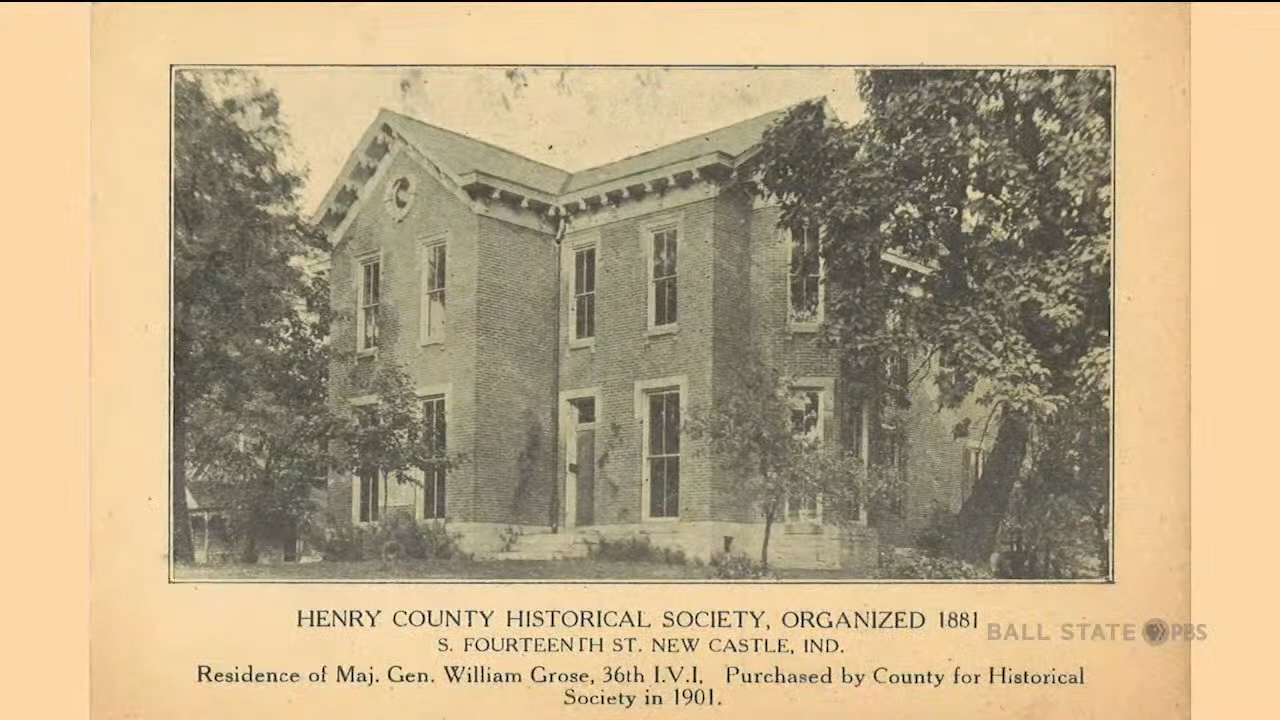 HENRY COUNTY HISTORICAL SOCIETY, ORGANIZED 1881
S. FOURTEENTH ST. NEW CASTLE, IND.
Residence of Maj. Gen. William Grose, 36th I.V.I. Purchased by County for Historical
Society in 1901.
BALL STATE PBS